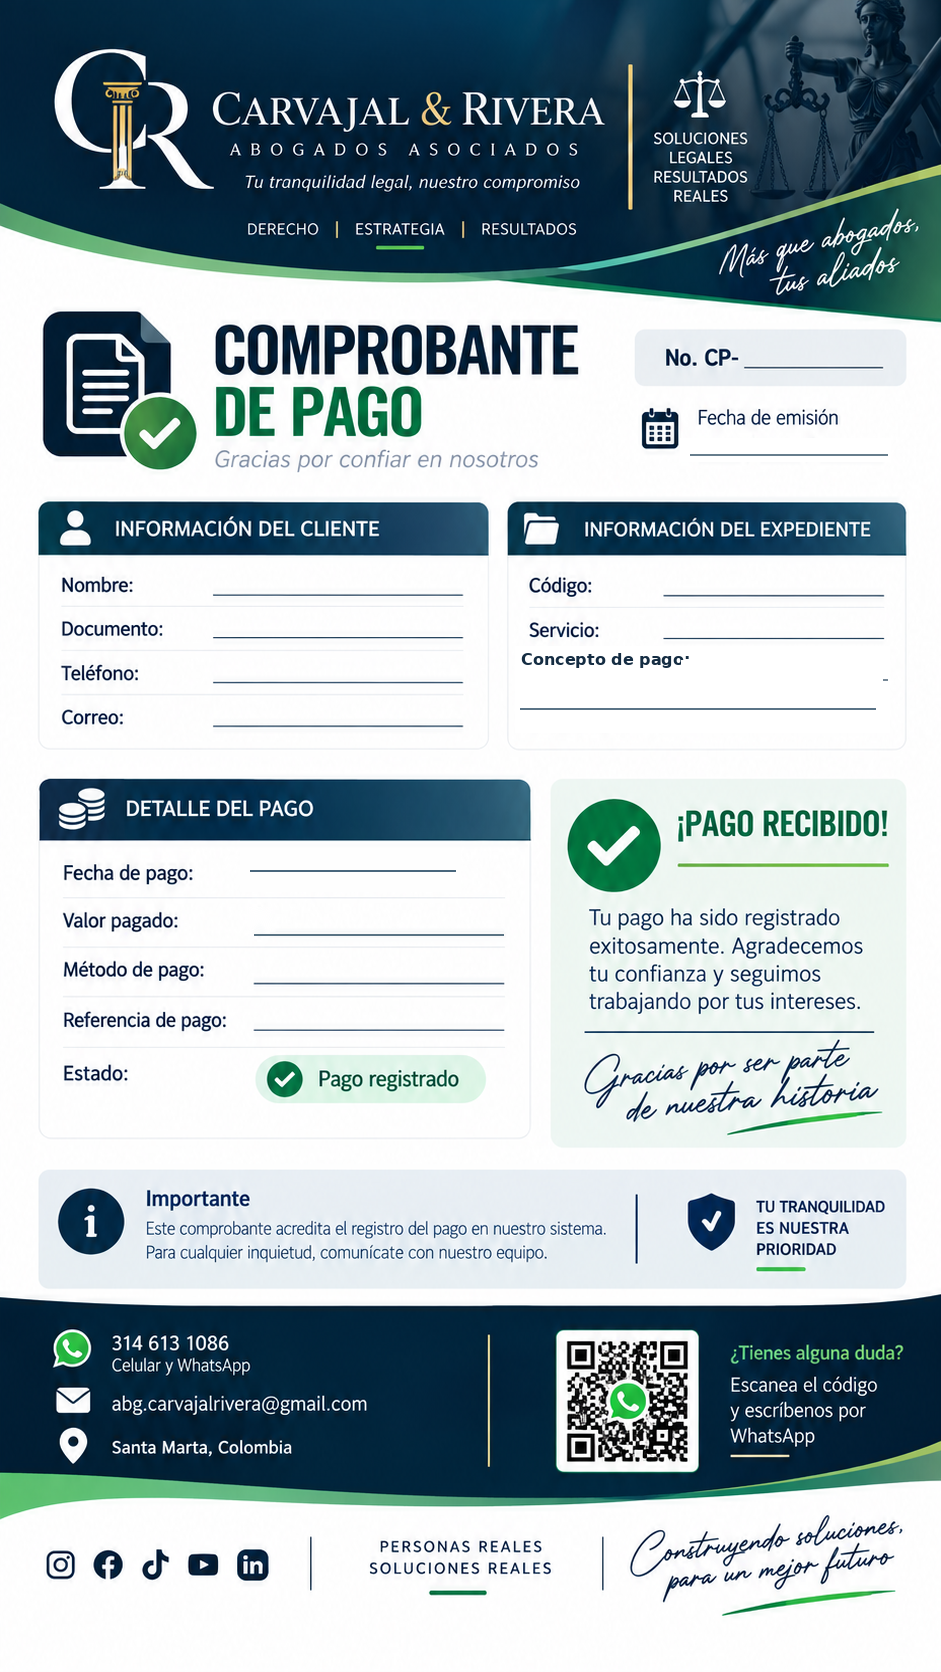 CR
CARVAJAL & RIVERA
ABOGADOS ASOCIADOS
Tu tranquilidad legal, nuestro compromiso
DERECHO | ESTRATEGIA | RESULTADOS
SOLUCIONES
LEGALES
RESULTADOS
REALES
Más que abogados,
tus aliados
COMPROBANTE
DE PAGO
Gracias por confiar en nosotros
No. CP-
Fecha de emisión
INFORMACIÓN DEL CLIENTE
Nombre:
Documento:
Teléfono:
Correo:
INFORMACIÓN DEL EXPEDIENTE
Código:
Servicio:
Concepto de pago:
DETALLE DEL PAGO
Fecha de pago:
Valor pagado:
Método de pago:
Referencia de pago:
Estado:
Pago registrado
¡PAGO RECIBIDO!
Tu pago ha sido registrado
exitosamente. Agradecemos
tu confianza y seguimos
trabajando por tus intereses.
Gracias por ser parte
de nuestra historia
Importante
Este comprobante acredita el registro del pago en nuestro sistema.
Para cualquier inquietud, comunícate con nuestro equipo.
TU TRANQUILIDAD
ES NUESTRA
PRIORIDAD
314 613 1086
Celular y WhatsApp
abg.carvajalrivera@gmail.com
Santa Marta, Colombia
¿Tienes alguna duda?
Escanea el código
y escríbenos por
WhatsApp
PERSONAS REALES
SOLUCIONES REALES
Construyendo soluciones,
para un mejor futuro